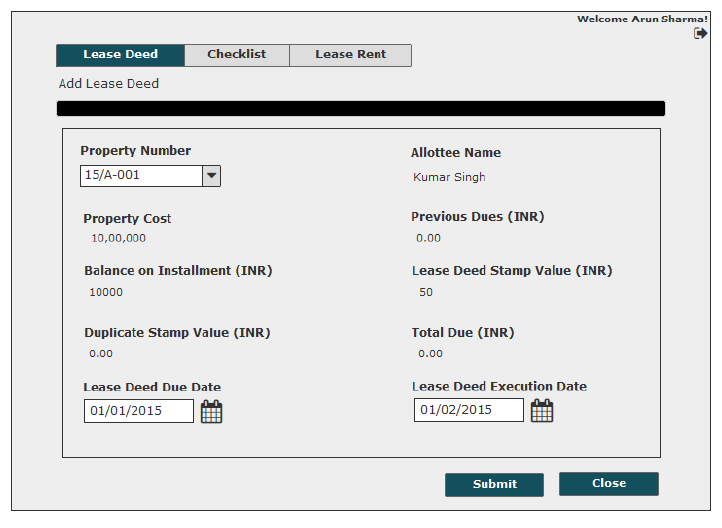 Welcome Arun Sharma!
Lease Deed Checklist Lease Rent
Add Lease Deed
Property Number Allottee Name
15/A-001 Kumar Singh
Property Cost Previous Dues (INR)
10,00,000 0.00
Balance on Installment (INR) Lease Deed Stamp Value (INR)
10000 50
Duplicate Stamp Value (INR) Total Due (INR)
0.00 0.00
Lease Deed Due Date Lease Deed Execution Date
01/01/2015 01/02/2015
Submit Close